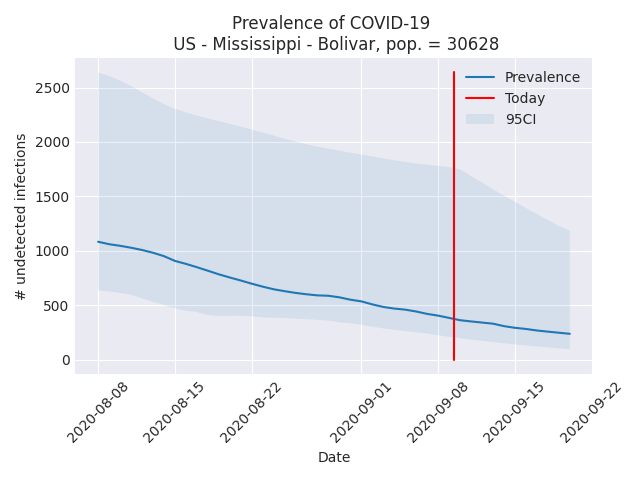 Prevalence of COVID-19
US - Mississippi - Bolivar, pop. = 30628
Prevalence
Today
95CI
# undetected infections
2500
2000
1500
1000
500
0
2020-08-08
2020-08-15
2020-08-22
2020-09-01
2020-09-08
2020-09-15
2020-09-22
Date